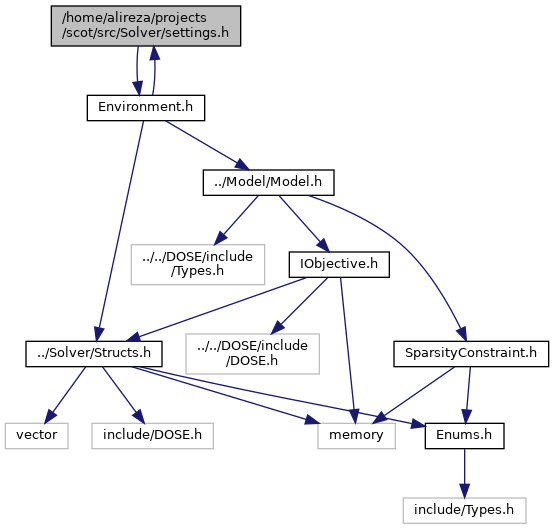 /home/alireza/projects
/scot/src/Solver/settings.h
Environment.h
../Model/Model.h
../../DOSE/include
/Types.h
IObjective.h
../Solver/Structs.h
../../DOSE/include
/DOSE.h
SparsityConstraint.h
vector
include/DOSE.h
memory
Enums.h
include/Types.h